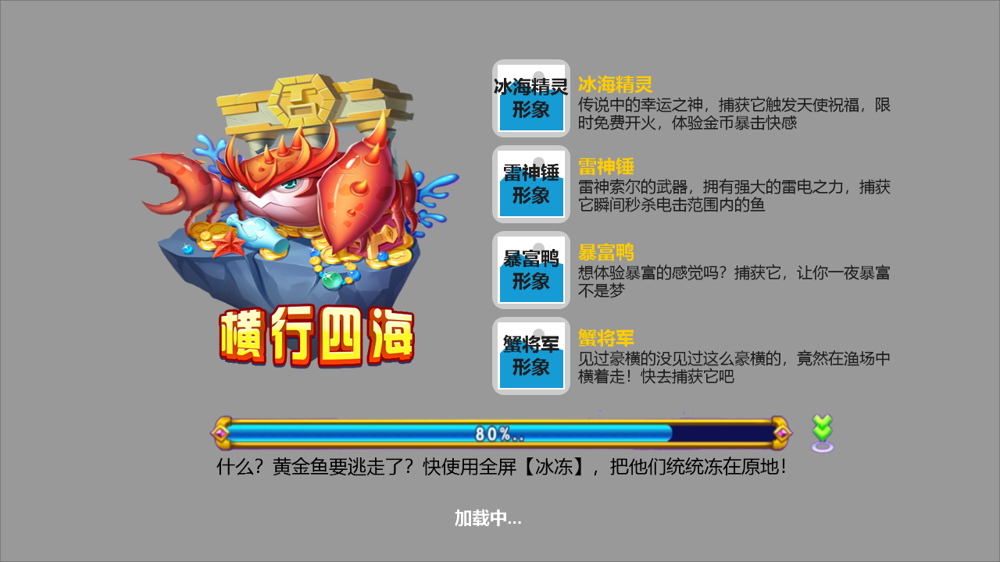 横行四海
冰海精灵
形象
冰海精灵
传说中的幸运之神，捕获它触发天使祝福，限
时免费开火，体验金币暴击快感
雷神锤
形象
雷神锤
雷神索尔的武器，拥有强大的雷电之力，捕获
它瞬间秒杀电击范围内的鱼
暴富鸭
形象
暴富鸭
想体验暴富的感觉吗？捕获它，让你一夜暴富
不是梦
蟹将军
形象
蟹将军
见过豪横的没见过这么豪横的，竟然在渔场中
横着走！快去捕获它吧
80%..
什么？黄金鱼要逃走了？快使用全屏【冰冻】，把他们统统冻在原地！
加载中...